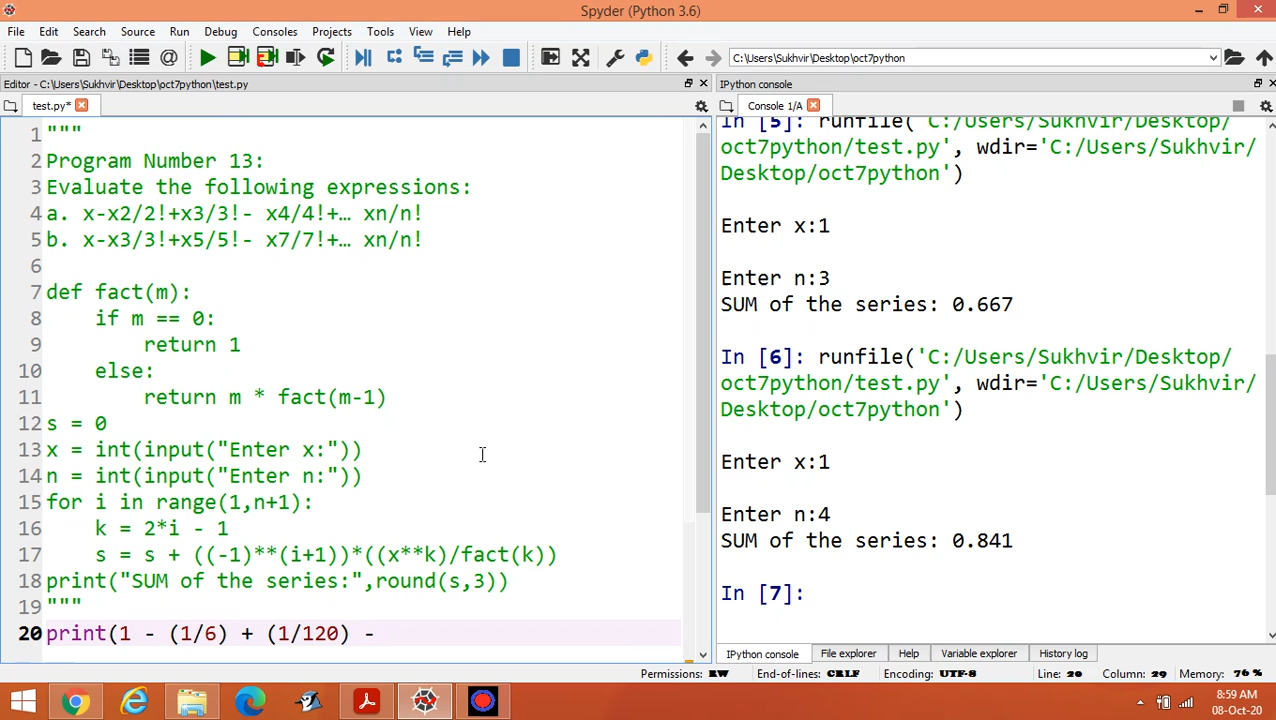 Spyder (Python 3.6)
File Edit Search Source Run Debug Consoles Projects Tools View Help
C:\Users\Sukhvir\Desktop\oct7python
Editor - C:\Users\Sukhvir\Desktop\oct7python\test.py
test.py*
1 """
2 Program Number 13:
3 Evaluate the following expressions:
4 a. x-x2/2!+x3/3!- x4/4!+… xn/n!
5 b. x-x3/3!+x5/5!- x7/7!+… xn/n!
6
7 def fact(m):
8     if m == 0:
9         return 1
10     else:
11         return m * fact(m-1)
12 s = 0
13 x = int(input("Enter x:"))
14 n = int(input("Enter n:"))
15 for i in range(1,n+1):
16     k = 2*i - 1
17     s = s + ((-1)**(i+1))*((x**k)/fact(k))
18 print("SUM of the series:",round(s,3))
19 """
20 print(1 - (1/6) + (1/120) -
IPython console
Console 1/A
In [5]: runfile('C:/Users/Sukhvir/Desktop/
oct7python/test.py', wdir='C:/Users/Sukhvir/
Desktop/oct7python')
Enter x:1
Enter n:3
SUM of the series: 0.667
In [6]: runfile('C:/Users/Sukhvir/Desktop/
oct7python/test.py', wdir='C:/Users/Sukhvir/
Desktop/oct7python')
Enter x:1
Enter n:4
SUM of the series: 0.841
In [7]:
IPython console File explorer Help Variable explorer History log
Permissions: RW End-of-lines: CRLF Encoding: UTF-8 Line: 20 Column: 29 Memory: 76 %
8:59 AM
08-Oct-20